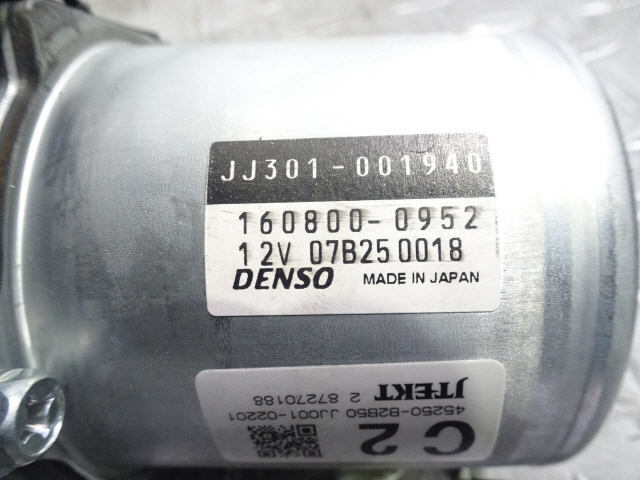 JJ301-001940
160800-0952
12V 07B250018
DENSO MADE IN JAPAN
C2
JTEKT
2 87270188
45250-B2B50 JJ001-02201